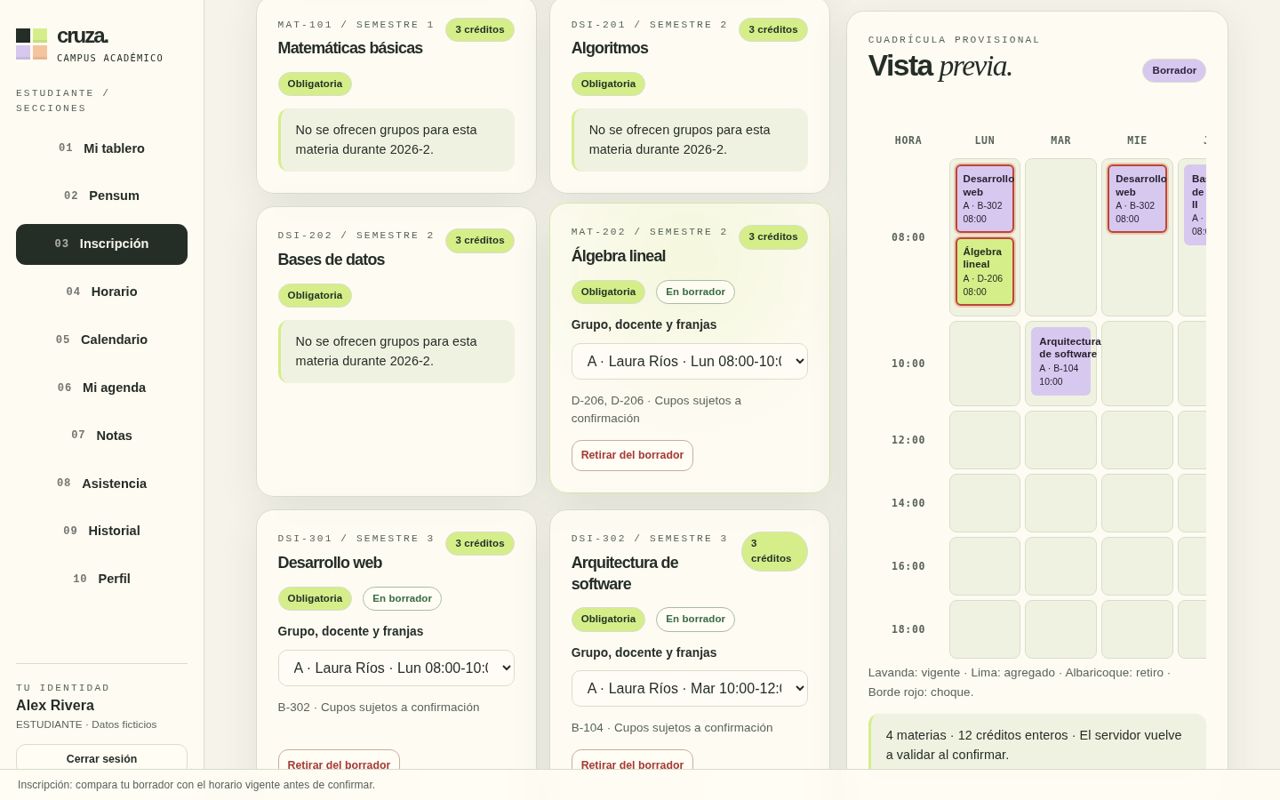 cruza.
CAMPUS ACADÉMICO
ESTUDIANTE /
SECCIONES
01 Mi tablero
02 Pensum
03 Inscripción
04 Horario
05 Calendario
06 Mi agenda
07 Notas
08 Asistencia
09 Historial
10 Perfil
TU IDENTIDAD
Alex Rivera
ESTUDIANTE · Datos ficticios
Cerrar sesión
MAT-101 / SEMESTRE 1
3 créditos
Matemáticas básicas
Obligatoria
No se ofrecen grupos para esta
materia durante 2026-2.
DSI-201 / SEMESTRE 2
3 créditos
Algoritmos
Obligatoria
No se ofrecen grupos para esta
materia durante 2026-2.
DSI-202 / SEMESTRE 2
3 créditos
Bases de datos
Obligatoria
No se ofrecen grupos para esta
materia durante 2026-2.
MAT-202 / SEMESTRE 2
3 créditos
Álgebra lineal
Obligatoria
En borrador
Grupo, docente y franjas
A · Laura Ríos · Lun 08:00-10:
D-206, D-206 · Cupos sujetos a
confirmación
Retirar del borrador
DSI-301 / SEMESTRE 3
3 créditos
Desarrollo web
Obligatoria
En borrador
Grupo, docente y franjas
A · Laura Ríos · Lun 08:00-10:
B-302 · Cupos sujetos a confirmación
Retirar del borrador
DSI-302 / SEMESTRE 3
3
créditos
Arquitectura de
software
Obligatoria
En borrador
Grupo, docente y franjas
A · Laura Ríos · Mar 10:00-12:
B-104 · Cupos sujetos a confirmación
Retirar del borrador
CUADRÍCULA PROVISIONAL
Vista previa.
Borrador
HORA LUN MAR MIE
08:00
Desarrollo
web
A · B-302
08:00
Álgebra
lineal
A · D-206
08:00
Desarrollo
web
A · B-302
08:00
de
II
A ·
10:00
Arquitectura
de software
A · B-104
10:00
12:00
14:00
16:00
18:00
Lavanda: vigente · Lima: agregado · Albaricoque: retiro ·
Borde rojo: choque.
4 materias · 12 créditos enteros · El servidor vuelve
a validar al confirmar.
Inscripción: compara tu borrador con el horario vigente antes de confirmar.